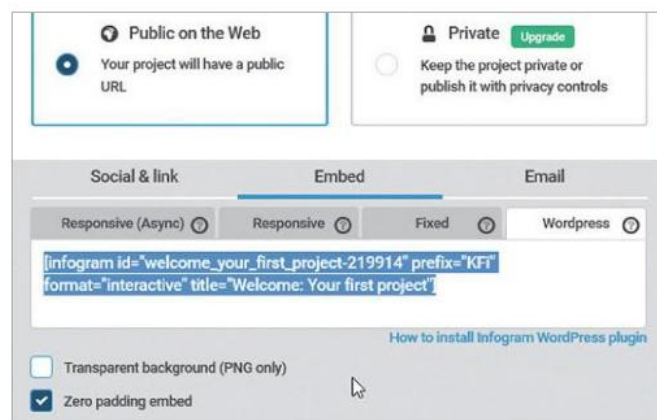 Public on the Web
Your project will have a public
URL
Private Upgrade
Keep the project private or
publish it with privacy controls
Social & link
Embed
Email
Responsive (Async) ?
Responsive ?
Fixed ?
Wordpress ?
[infogram id="welcome_your_first_project-219914" prefix="KFi"
format="interactive" title="Welcome: Your first project"]
How to install Infogram WordPress plugin
Transparent background (PNG only)
Zero padding embed